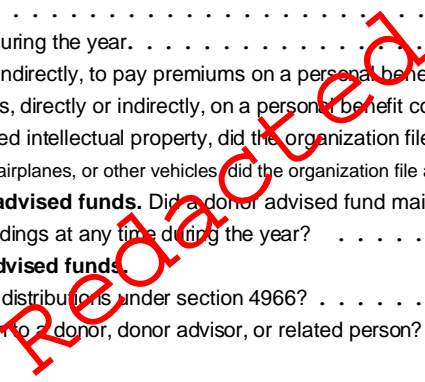 . . . . . . . . . . . . . . . . . .
uring the year. . . . . . . . . . . . . . . .
ndirectly, to pay premiums on a personal bene
s, directly or indirectly, on a personal benefit co
ed intellectual property, did the organization file
airplanes, or other vehicles, did the organization file a
advised funds. Did a donor advised fund mai
dings at any time during the year? . . . . .
dvised funds.
distributions under section 4966? . . . . . .
to a donor, donor advisor, or related person?
Redacted